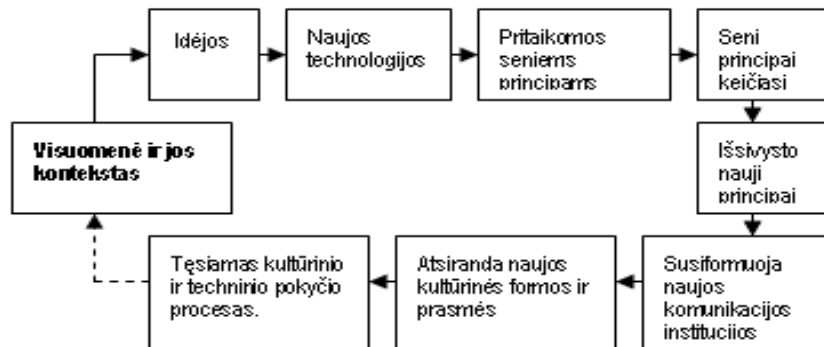 Idėjos
Naujos
technologijos
Pritaikomos
seniems
principams
Seni
principai
keičiasi
Visuomenė ir jos
kontekstas
Išsivysto
nauji
principai
Tęsiamas kultūrinio
ir techninio pokyčio
procesas.
Atsiranda naujos
kultūrinės formos ir
prasmės
Susiformuoja
naujos
komunikacijos
institucijos